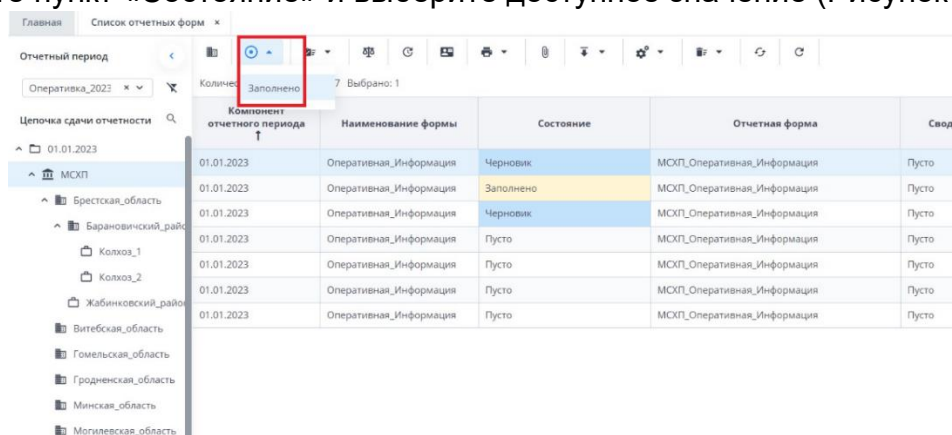 пункт «Состояние» и выберите доступное значение (Рисунок
Главная Список отчетных форм ×
Отчетный период
Оперативка_2023 ×
Количес 7 Выбрано: 1
Заполнено
Цепочка сдачи отчетности
Компонент отчетного периода ↑ Наименование формы Состояние Отчетная форма Свод
01.01.2023
МСХП
Брестская_область
Барановичский_райо
Колхоз_1
Колхоз_2
Жабинковский_район
Витебская_область
Гомельская_область
Гродненская_область
Минская_область
Могилевская_область
01.01.2023 Оперативная_Информация Черновик МСХП_Оперативная_Информация Пусто
01.01.2023 Оперативная_Информация Заполнено МСХП_Оперативная_Информация Пусто
01.01.2023 Оперативная_Информация Черновик МСХП_Оперативная_Информация Пусто
01.01.2023 Оперативная_Информация Пусто МСХП_Оперативная_Информация Пусто
01.01.2023 Оперативная_Информация Пусто МСХП_Оперативная_Информация Пусто
01.01.2023 Оперативная_Информация Пусто МСХП_Оперативная_Информация Пусто
01.01.2023 Оперативная_Информация Пусто МСХП_Оперативная_Информация Пусто